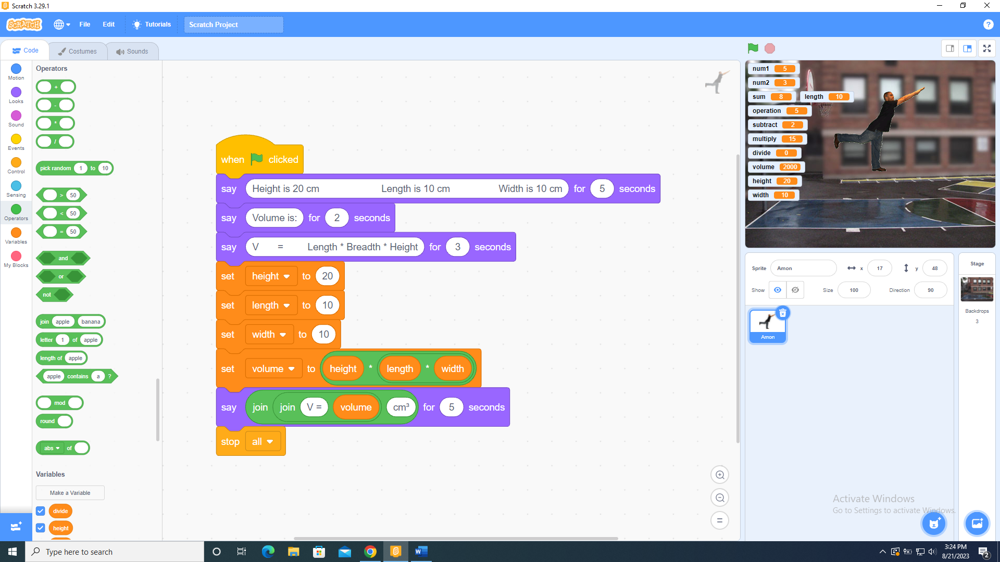 Scratch 3.29.1
SCRATCH File Edit Tutorials Scratch Project ?
Code Costumes Sounds
Motion
Looks
Sound
Events
Control
Sensing
Operators
Variables
My Blocks
Operators
+
-
*
/
pick random 1 to 10
> 50
< 50
= 50
and
or
not
join apple banana
letter 1 of apple
length of apple
apple contains a ?
mod
round
abs of
Variables
Make a Variable
divide
height
when clicked
say Height is 20 cm Length is 10 cm Width is 10 cm for 5 seconds
say Volume is: for 2 seconds
say V = Length * Breadth * Height for 3 seconds
set height to 20
set length to 10
set width to 10
set volume to height * length * width
say join join V = volume cm³ for 5 seconds
stop all
=
num1 5
num2 3
sum 8 length 10
operation 5
subtract 2
multiply 15
divide 0
volume 2000
height 20
width 10
Sprite Amon x 17 y 48
Show Size 100 Direction 90
Amon
Stage
Backdrops
3
Activate Windows
Go to Settings to activate Windows.
Type here to search
W
3:24 PM
8/21/2023
2